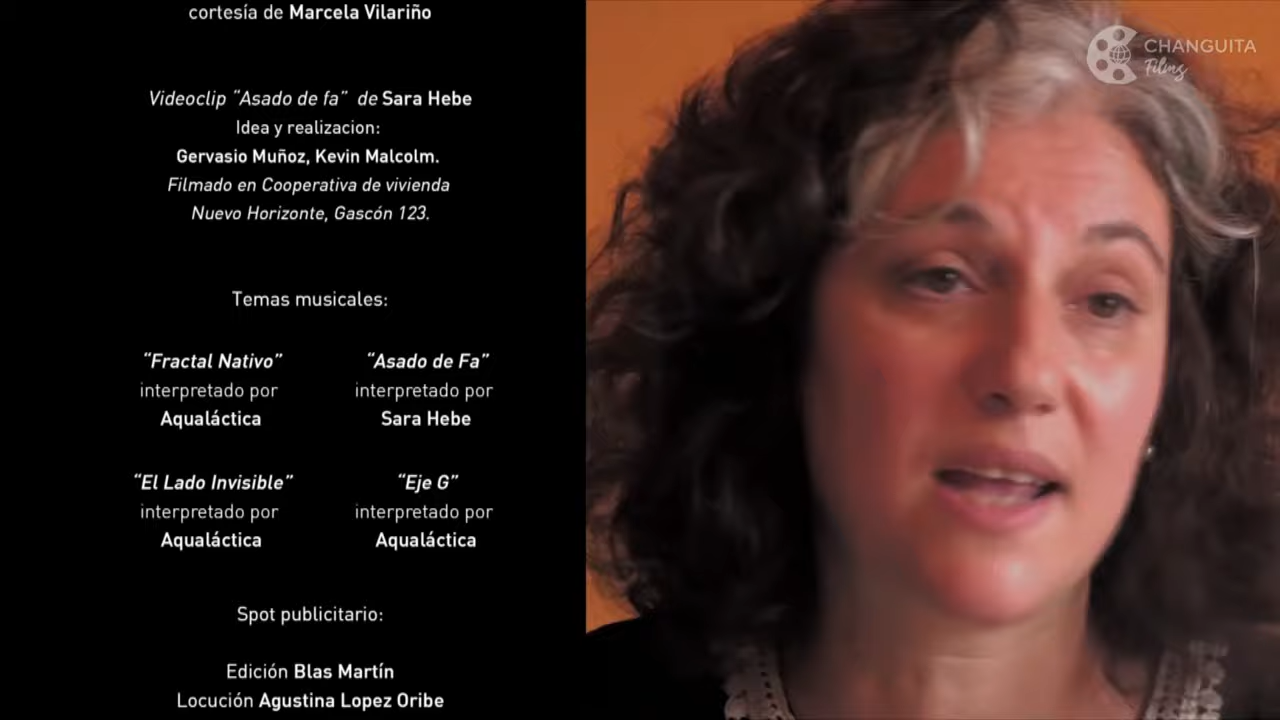 cortesía de Marcela Vilariño
Videoclip “Asado de fa” de Sara Hebe
Idea y realizacion:
Gervasio Muñoz, Kevin Malcolm.
Filmado en Cooperativa de vivienda
Nuevo Horizonte, Gascón 123.
Temas musicales:
“Fractal Nativo”
interpretado por
Aqualáctica
“Asado de Fa”
interpretado por
Sara Hebe
“El Lado Invisible”
interpretado por
Aqualáctica
“Eje G”
interpretado por
Aqualáctica
Spot publicitario:
Edición Blas Martín
Locución Agustina Lopez Oribe
CHANGUITA
Films